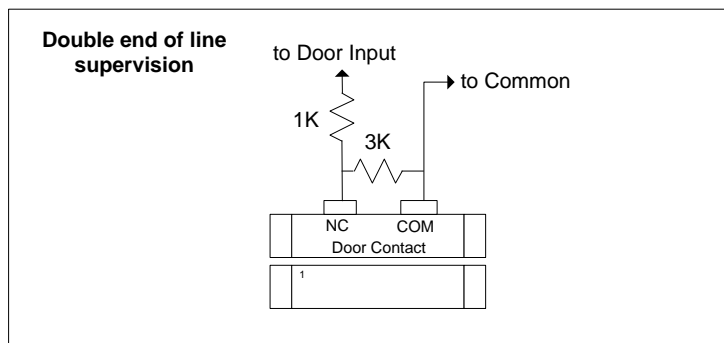 Double end of line
supervision
to Door Input
to Common
1K
3K
NC COM
Door Contact
1